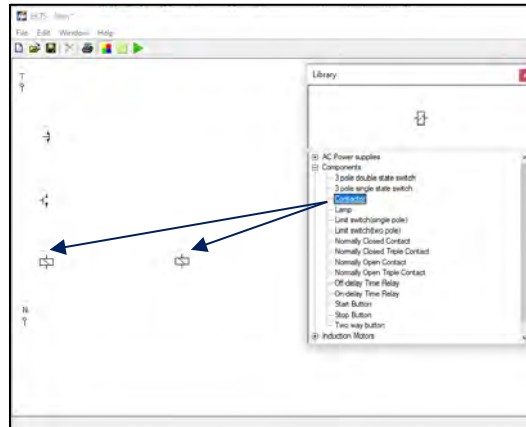 File Edit Window Help
Library
T
AC Power supplies
Components
3 pole double state switch
3 pole single state switch
Contractor
Lamp
Limit switch(single pole)
Limit switch(two pole)
Normally Closed Contact
Normally Closed Triple Contact
Normally Open Contact
Normally Open Triple Contact
Off-delay Time Relay
On-delay Time Relay
Start Button
Stop Button
Two way button
Induction Motors
N